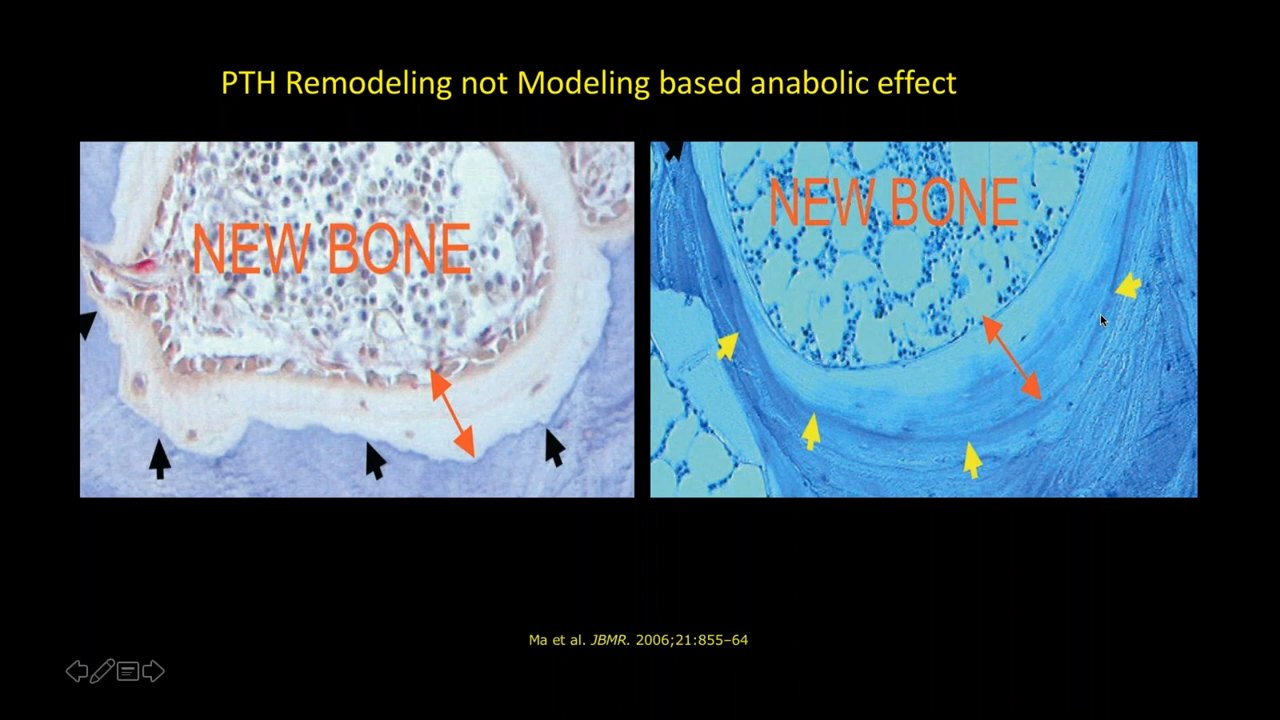 PTH Remodeling not Modeling based anabolic effect
NEW BONE
NEW BONE
Ma et al. JBMR. 2006;21:855–64